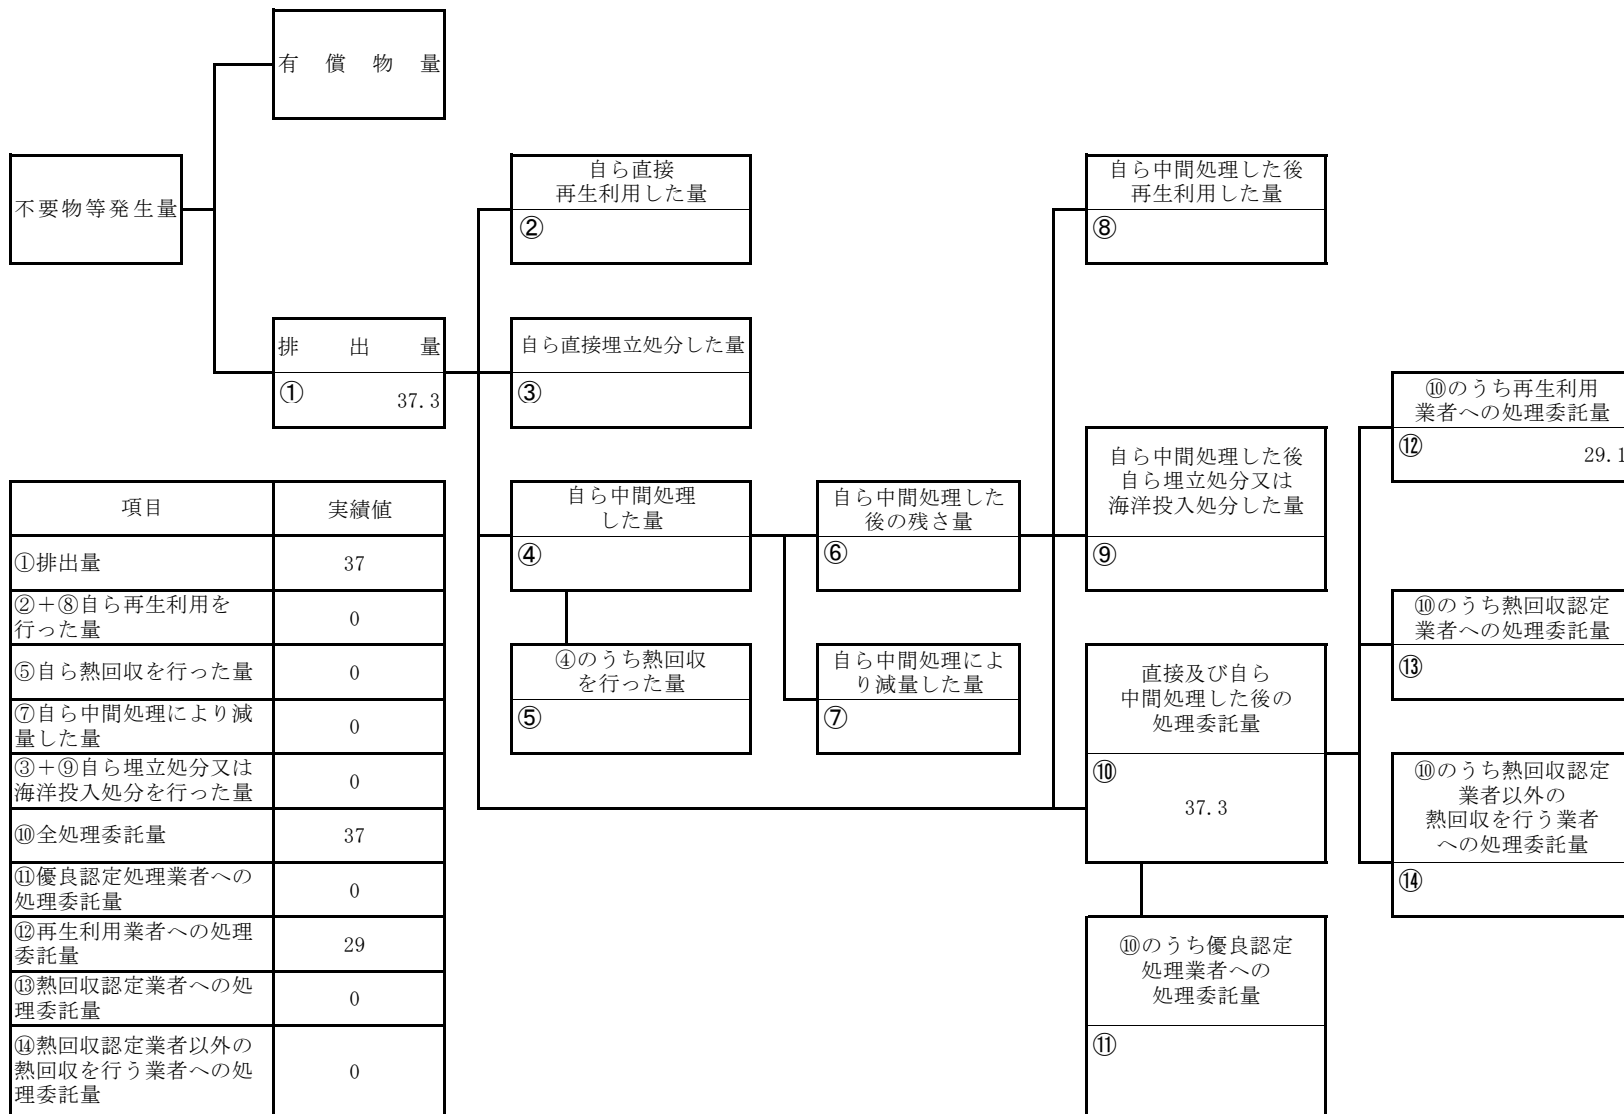 有償物量
不要物等発生量
排出量
①
37.3
自ら直接
再生利用した量
②
自ら直接埋立処分した量
③
自ら中間処理
した量
④
④のうち熱回収
を行った量
⑤
自ら中間処理した
後の残さ量
⑥
自ら中間処理によ
り減量した量
⑦
自ら中間処理した後
再生利用した量
⑧
自ら中間処理した後
自ら埋立処分又は
海洋投入処分した量
⑨
直接及び自ら
中間処理した後の
処理委託量
⑩
37.3
⑩のうち優良認定
処理業者への
処理委託量
⑪
⑩のうち再生利用
業者への処理委託量
⑫
29.1
⑩のうち熱回収認定
業者への処理委託量
⑬
⑩のうち熱回収認定
業者以外の
熱回収を行う業者
への処理委託量
⑭
項目 実績値
①排出量 37
②+⑧自ら再生利用を
行った量 0
⑤自ら熱回収を行った量 0
⑦自ら中間処理により減
量した量 0
③+⑨自ら埋立処分又は
海洋投入処分を行った量 0
⑩全処理委託量 37
⑪優良認定処理業者への
処理委託量 0
⑫再生利用業者への処理
委託量 29
⑬熱回収認定業者への処
理委託量 0
⑭熱回収認定業者以外の
熱回収を行う業者への処
理委託量 0